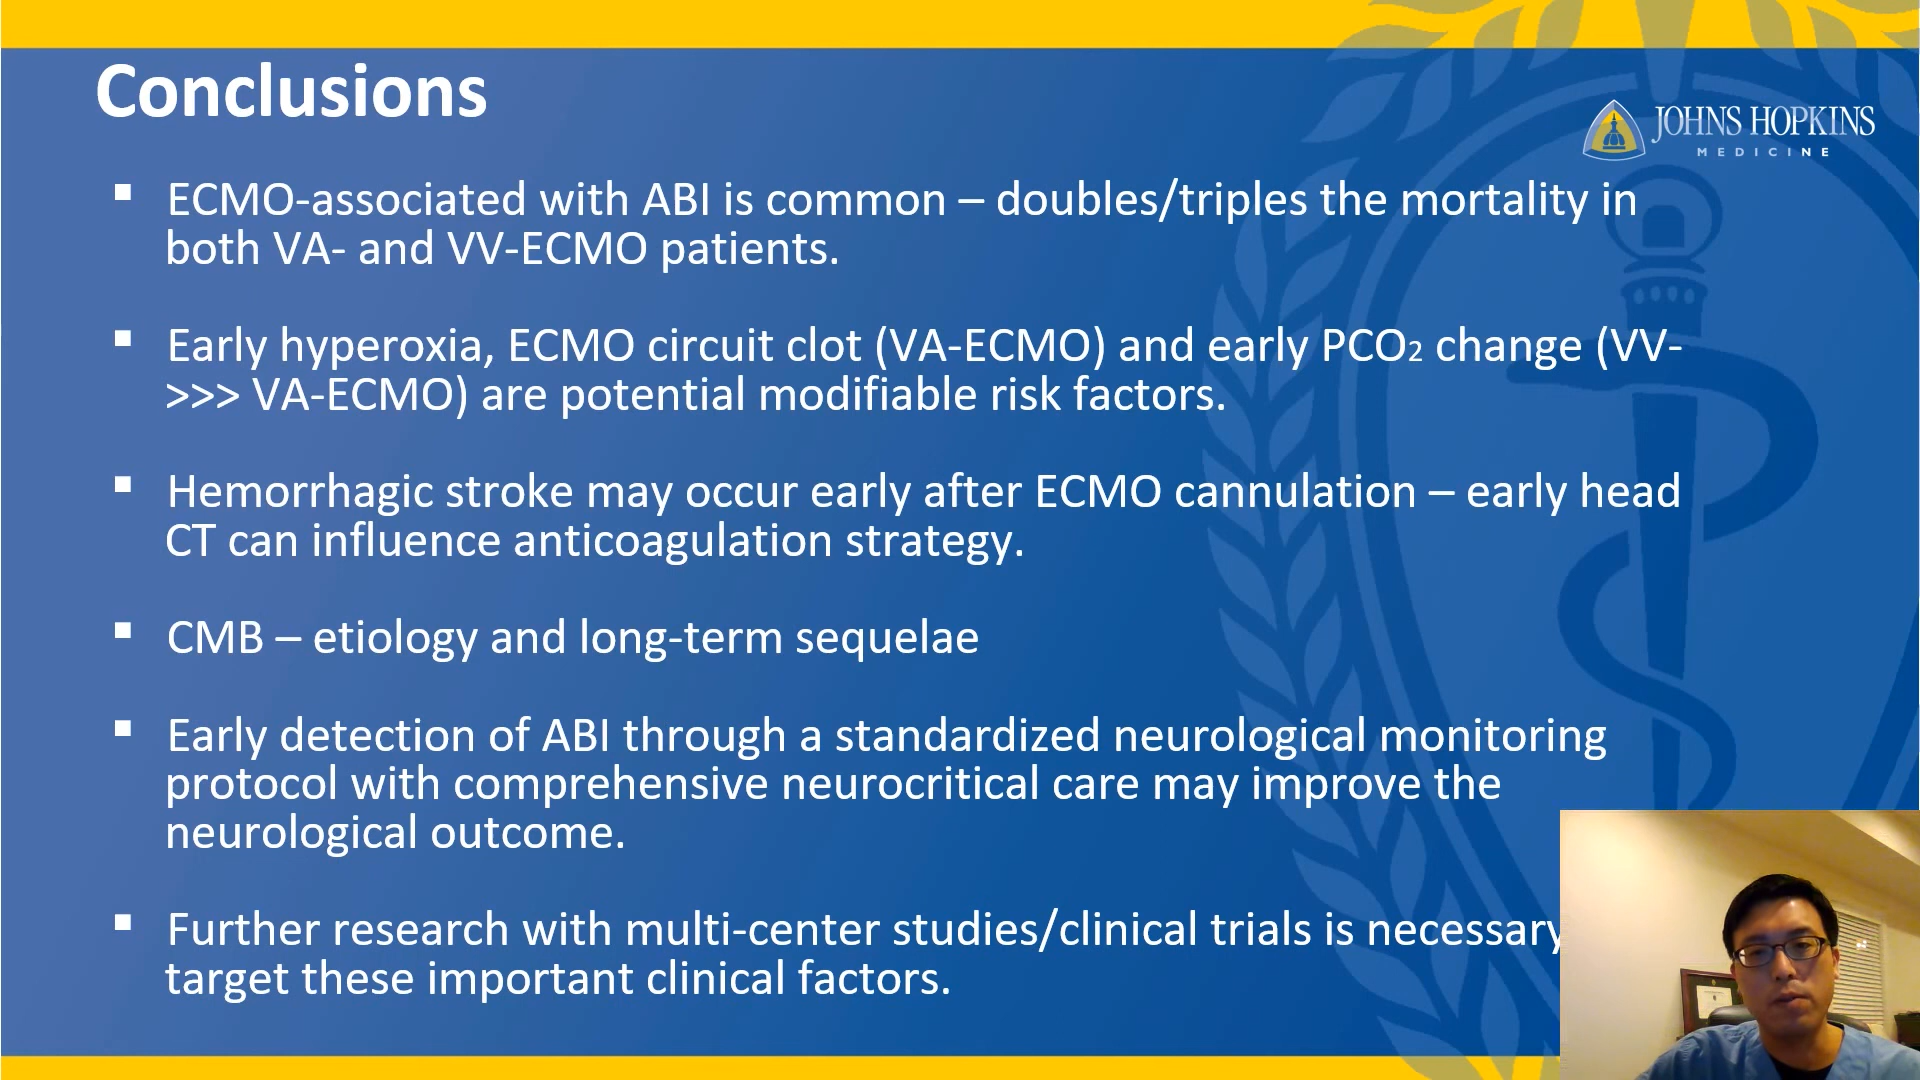 Conclusions
JOHNS HOPKINS
MEDICINE
▪ ECMO-associated with ABI is common – doubles/triples the mortality in
both VA- and VV-ECMO patients.
▪ Early hyperoxia, ECMO circuit clot (VA-ECMO) and early PCO₂ change (VV-
>>> VA-ECMO) are potential modifiable risk factors.
▪ Hemorrhagic stroke may occur early after ECMO cannulation – early head
CT can influence anticoagulation strategy.
▪ CMB – etiology and long-term sequelae
▪ Early detection of ABI through a standardized neurological monitoring
protocol with comprehensive neurocritical care may improve the
neurological outcome.
▪ Further research with multi-center studies/clinical trials is necessary
target these important clinical factors.